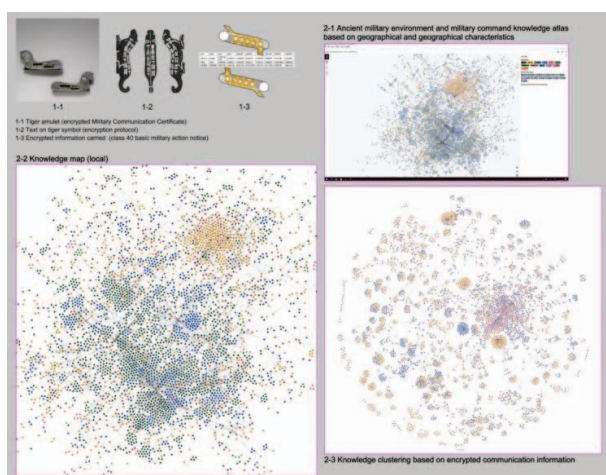 1-1
1-2
1-3
1-1 Tiger amulet (encrypted Military Communication Certificate)
1-2 Text on tiger symbol (encryption protocol)
1-3 Encrypted information carried (class 40 basic military action notice)
2-1 Ancient military environment and military command knowledge atlas
based on geographical and geographical characteristics
2-2 Knowledge map (local)
2-3 Knowledge clustering based on encrypted communication information